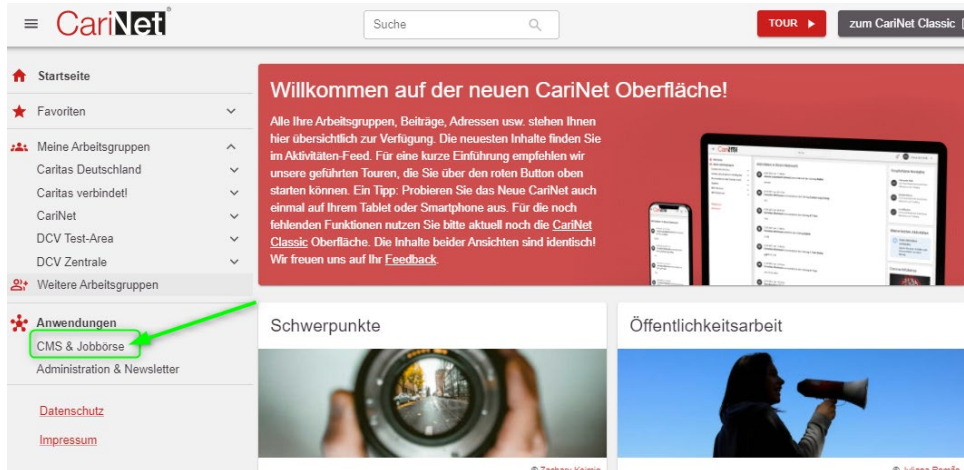 CariNet
Suche
TOUR
zum CariNet Classic
Startseite
Favoriten
Meine Arbeitsgruppen
Caritas Deutschland
Caritas verbindet!
CariNet
DCV Test-Area
DCV Zentrale
Weitere Arbeitsgruppen
Anwendungen
CMS & Jobbörse
Administration & Newsletter
Datenschutz
Impressum
Willkommen auf der neuen CariNet Oberfläche!
Alle Ihre Arbeitsgruppen, Beiträge, Adressen usw. stehen Ihnen
hier übersichtlich zur Verfügung. Die neuesten Inhalte finden Sie
im Aktivitäten-Feed. Für eine kurze Einführung empfehlen wir
unsere geführten Touren, die Sie über den roten Button oben
starten können. Ein Tipp: Probieren Sie das Neue CariNet auch
einmal auf Ihrem Tablet oder Smartphone aus. Für die noch
fehlenden Funktionen nutzen Sie bitte aktuell noch die CariNet
Classic Oberfläche. Die Inhalte beider Ansichten sind identisch!
Wir freuen uns auf Ihr Feedback.
Schwerpunkte
Öffentlichkeitsarbeit